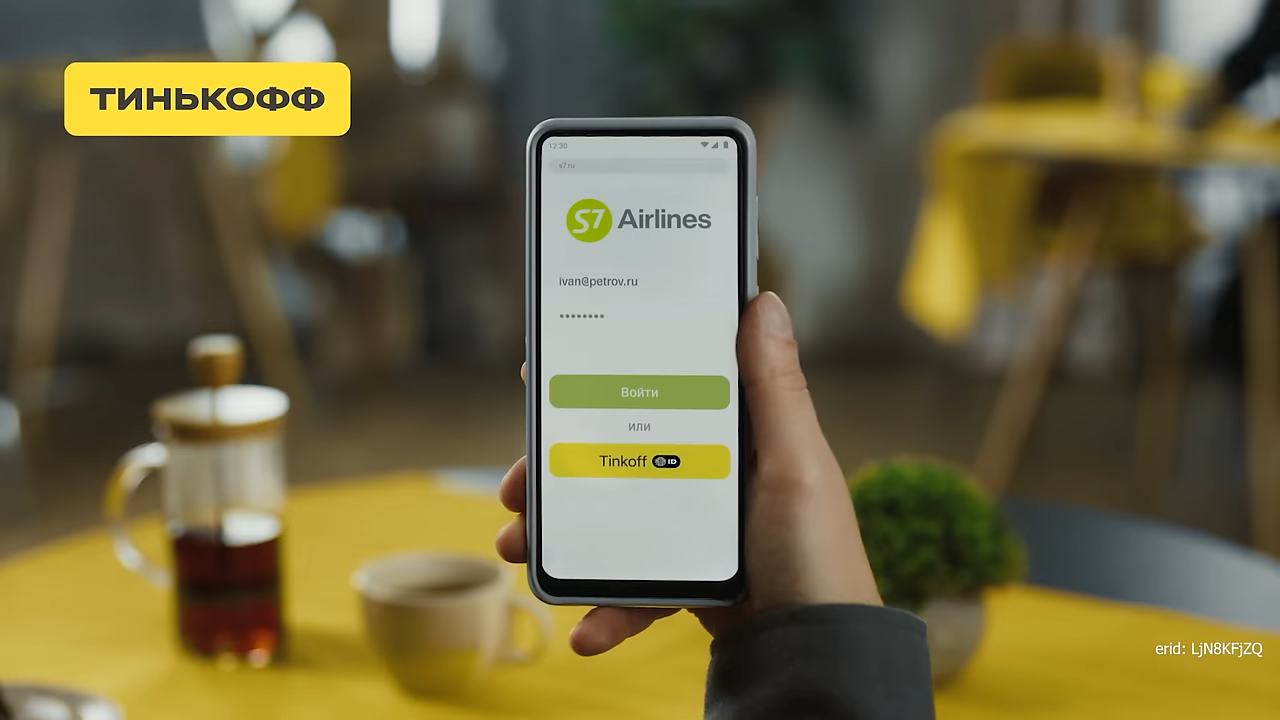 ТИНЬКОФФ
12:30
s7.ru
S7 Airlines
ivan@petrov.ru
••••••••
Войти
или
Tinkoff ID
erid: LjN8KFjZQ